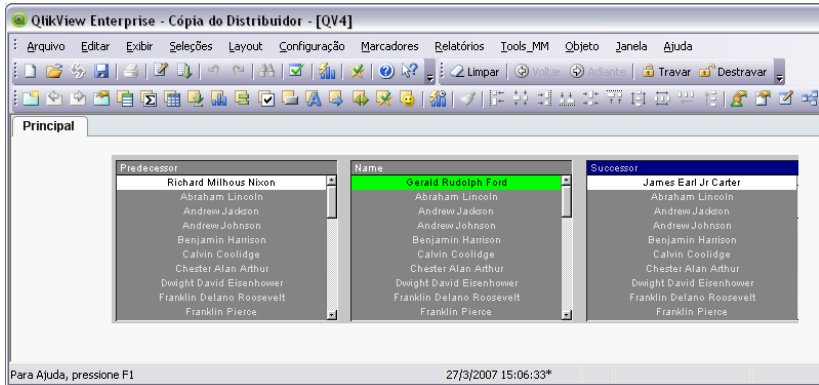 QlikView Enterprise - Cópia do Distribuidor - [QV4]
Arquivo Editar Exibir Seleções Layout Configuração Marcadores Relatórios Tools_MM Objeto Janela Ajuda
Limpar Voltar Adiante Travar Destravar
Principal
Predecessor Name Successor
Richard Milhous Nixon Gerald Rudolph Ford James Earl Jr Carter
Abraham Lincoln Abraham Lincoln Abraham Lincoln
Andrew Jackson Andrew Jackson Andrew Jackson
Andrew Johnson Andrew Johnson Andrew Johnson
Benjamin Harrison Benjamin Harrison Benjamin Harrison
Calvin Coolidge Calvin Coolidge Calvin Coolidge
Chester Alan Arthur Chester Alan Arthur Chester Alan Arthur
Dwight David Eisenhower Dwight David Eisenhower Dwight David Eisenhower
Franklin Delano Roosevelt Franklin Delano Roosevelt Franklin Delano Roosevelt
Franklin Pierce Franklin Pierce Franklin Pierce
Para Ajuda, pressione F1 27/3/2007 15:06:33*